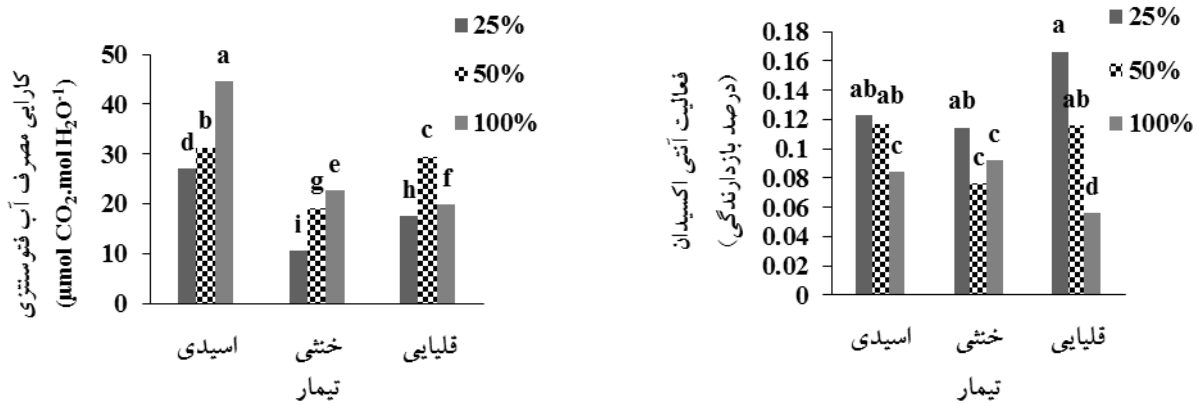 25%
50%
100%
کارایی مصرف آب فتوسنتزی
(µmol CO₂.mol H₂O⁻¹)
50
40
30
20
10
0
d b a
i g e
h c f
اسیدی خنثی قلیایی
تیمار
25%
50%
100%
فعالیت آنتی اکسیدان
(درصد بازدارندگی)
0.18
0.16
0.14
0.12
0.1
0.08
0.06
0.04
0.02
0
ab ab c
ab c c
a ab d
اسیدی خنثی قلیایی
تیمار